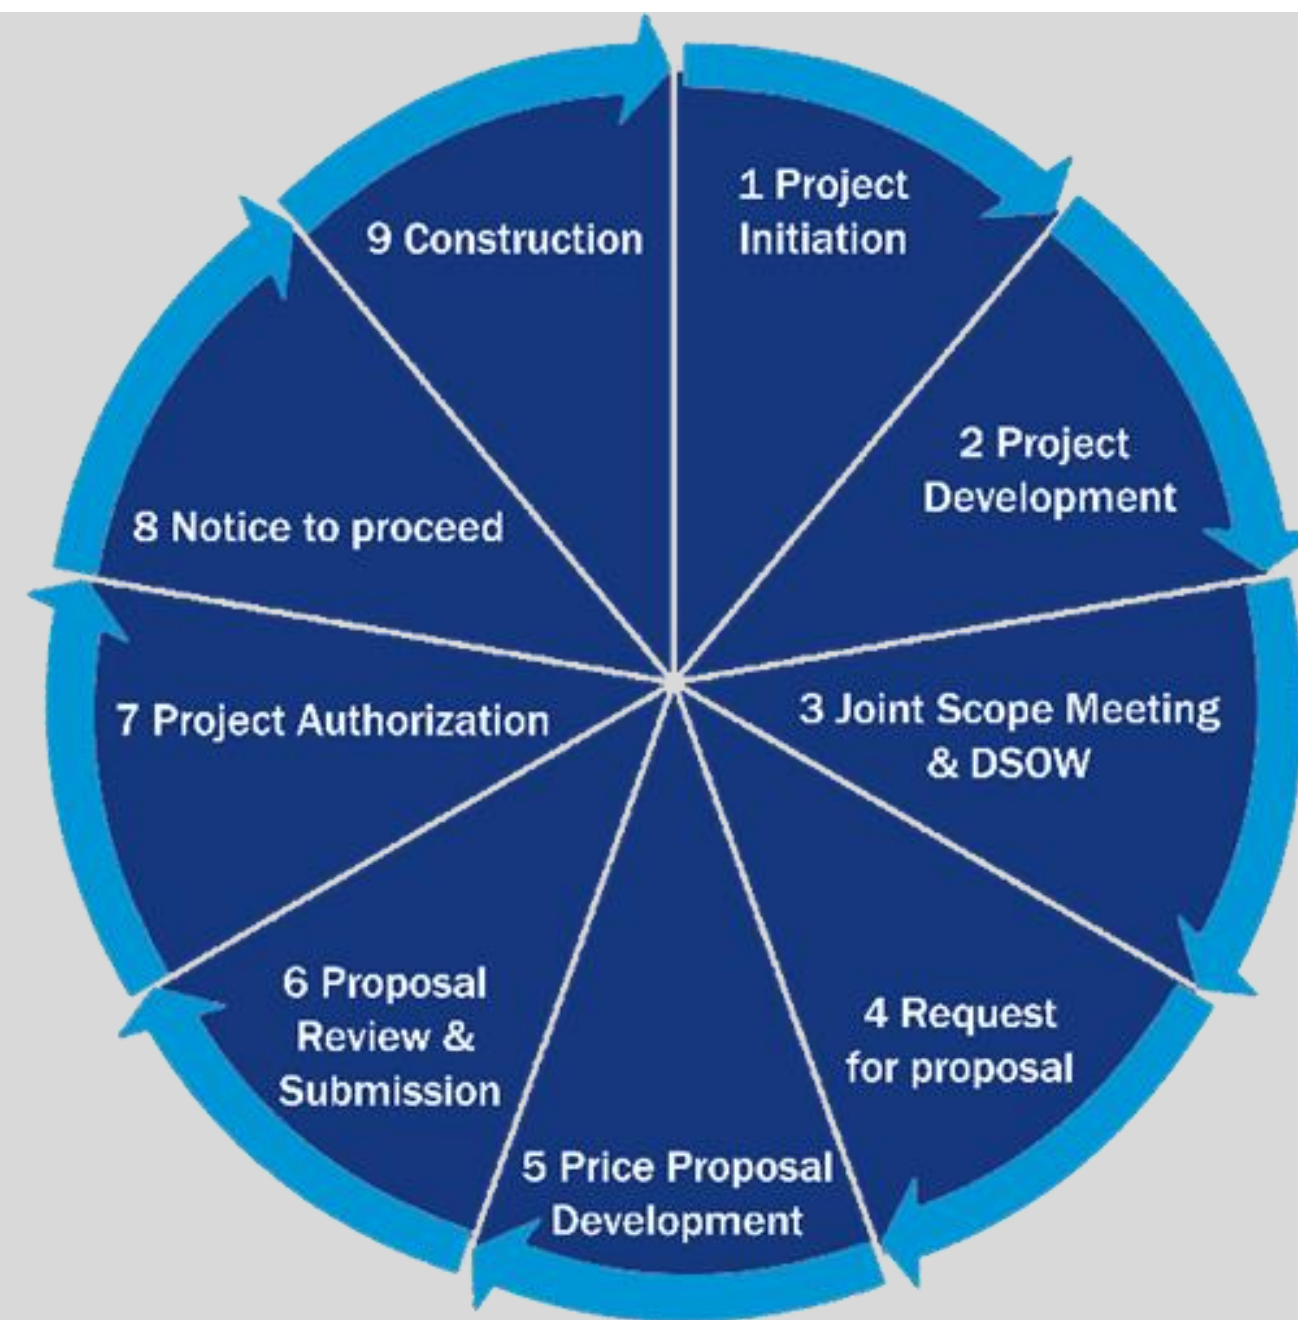 1 Project
Initiation
2 Project
Development
3 Joint Scope Meeting
& DSOW
4 Request
for proposal
5 Price Proposal
Development
6 Proposal
Review &
Submission
7 Project Authorization
8 Notice to proceed
9 Construction